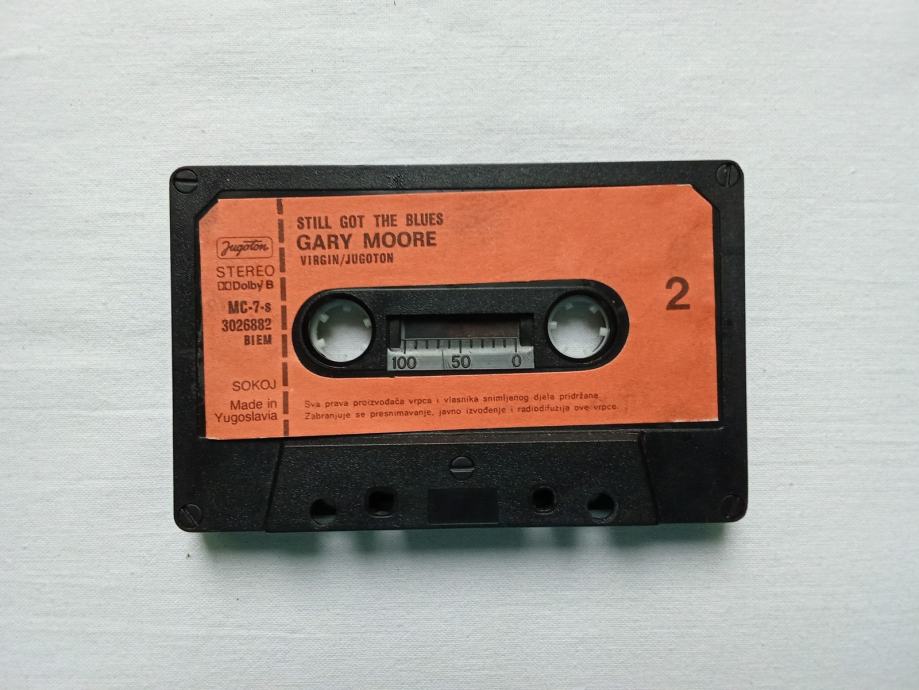 Jugoton
STEREO
Dolby B
MC-7-s
3026882
BIEM
SOKOJ
Made in
Yugoslavia
STILL GOT THE BLUES
GARY MOORE
VIRGIN/JUGOTON
2
100 50 0
Sva prava proizvođača vrpca i vlasnika snimljenog djela pridržana.
Zabranjuje se presnimavanje, javno izvođenje i radiodifuzija ove vrpce.